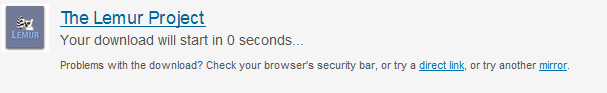 The Lemur Project
LEMUR
Your download will start in 0 seconds...
Problems with the download? Check your browser's security bar, or try a direct link, or try another mirror.